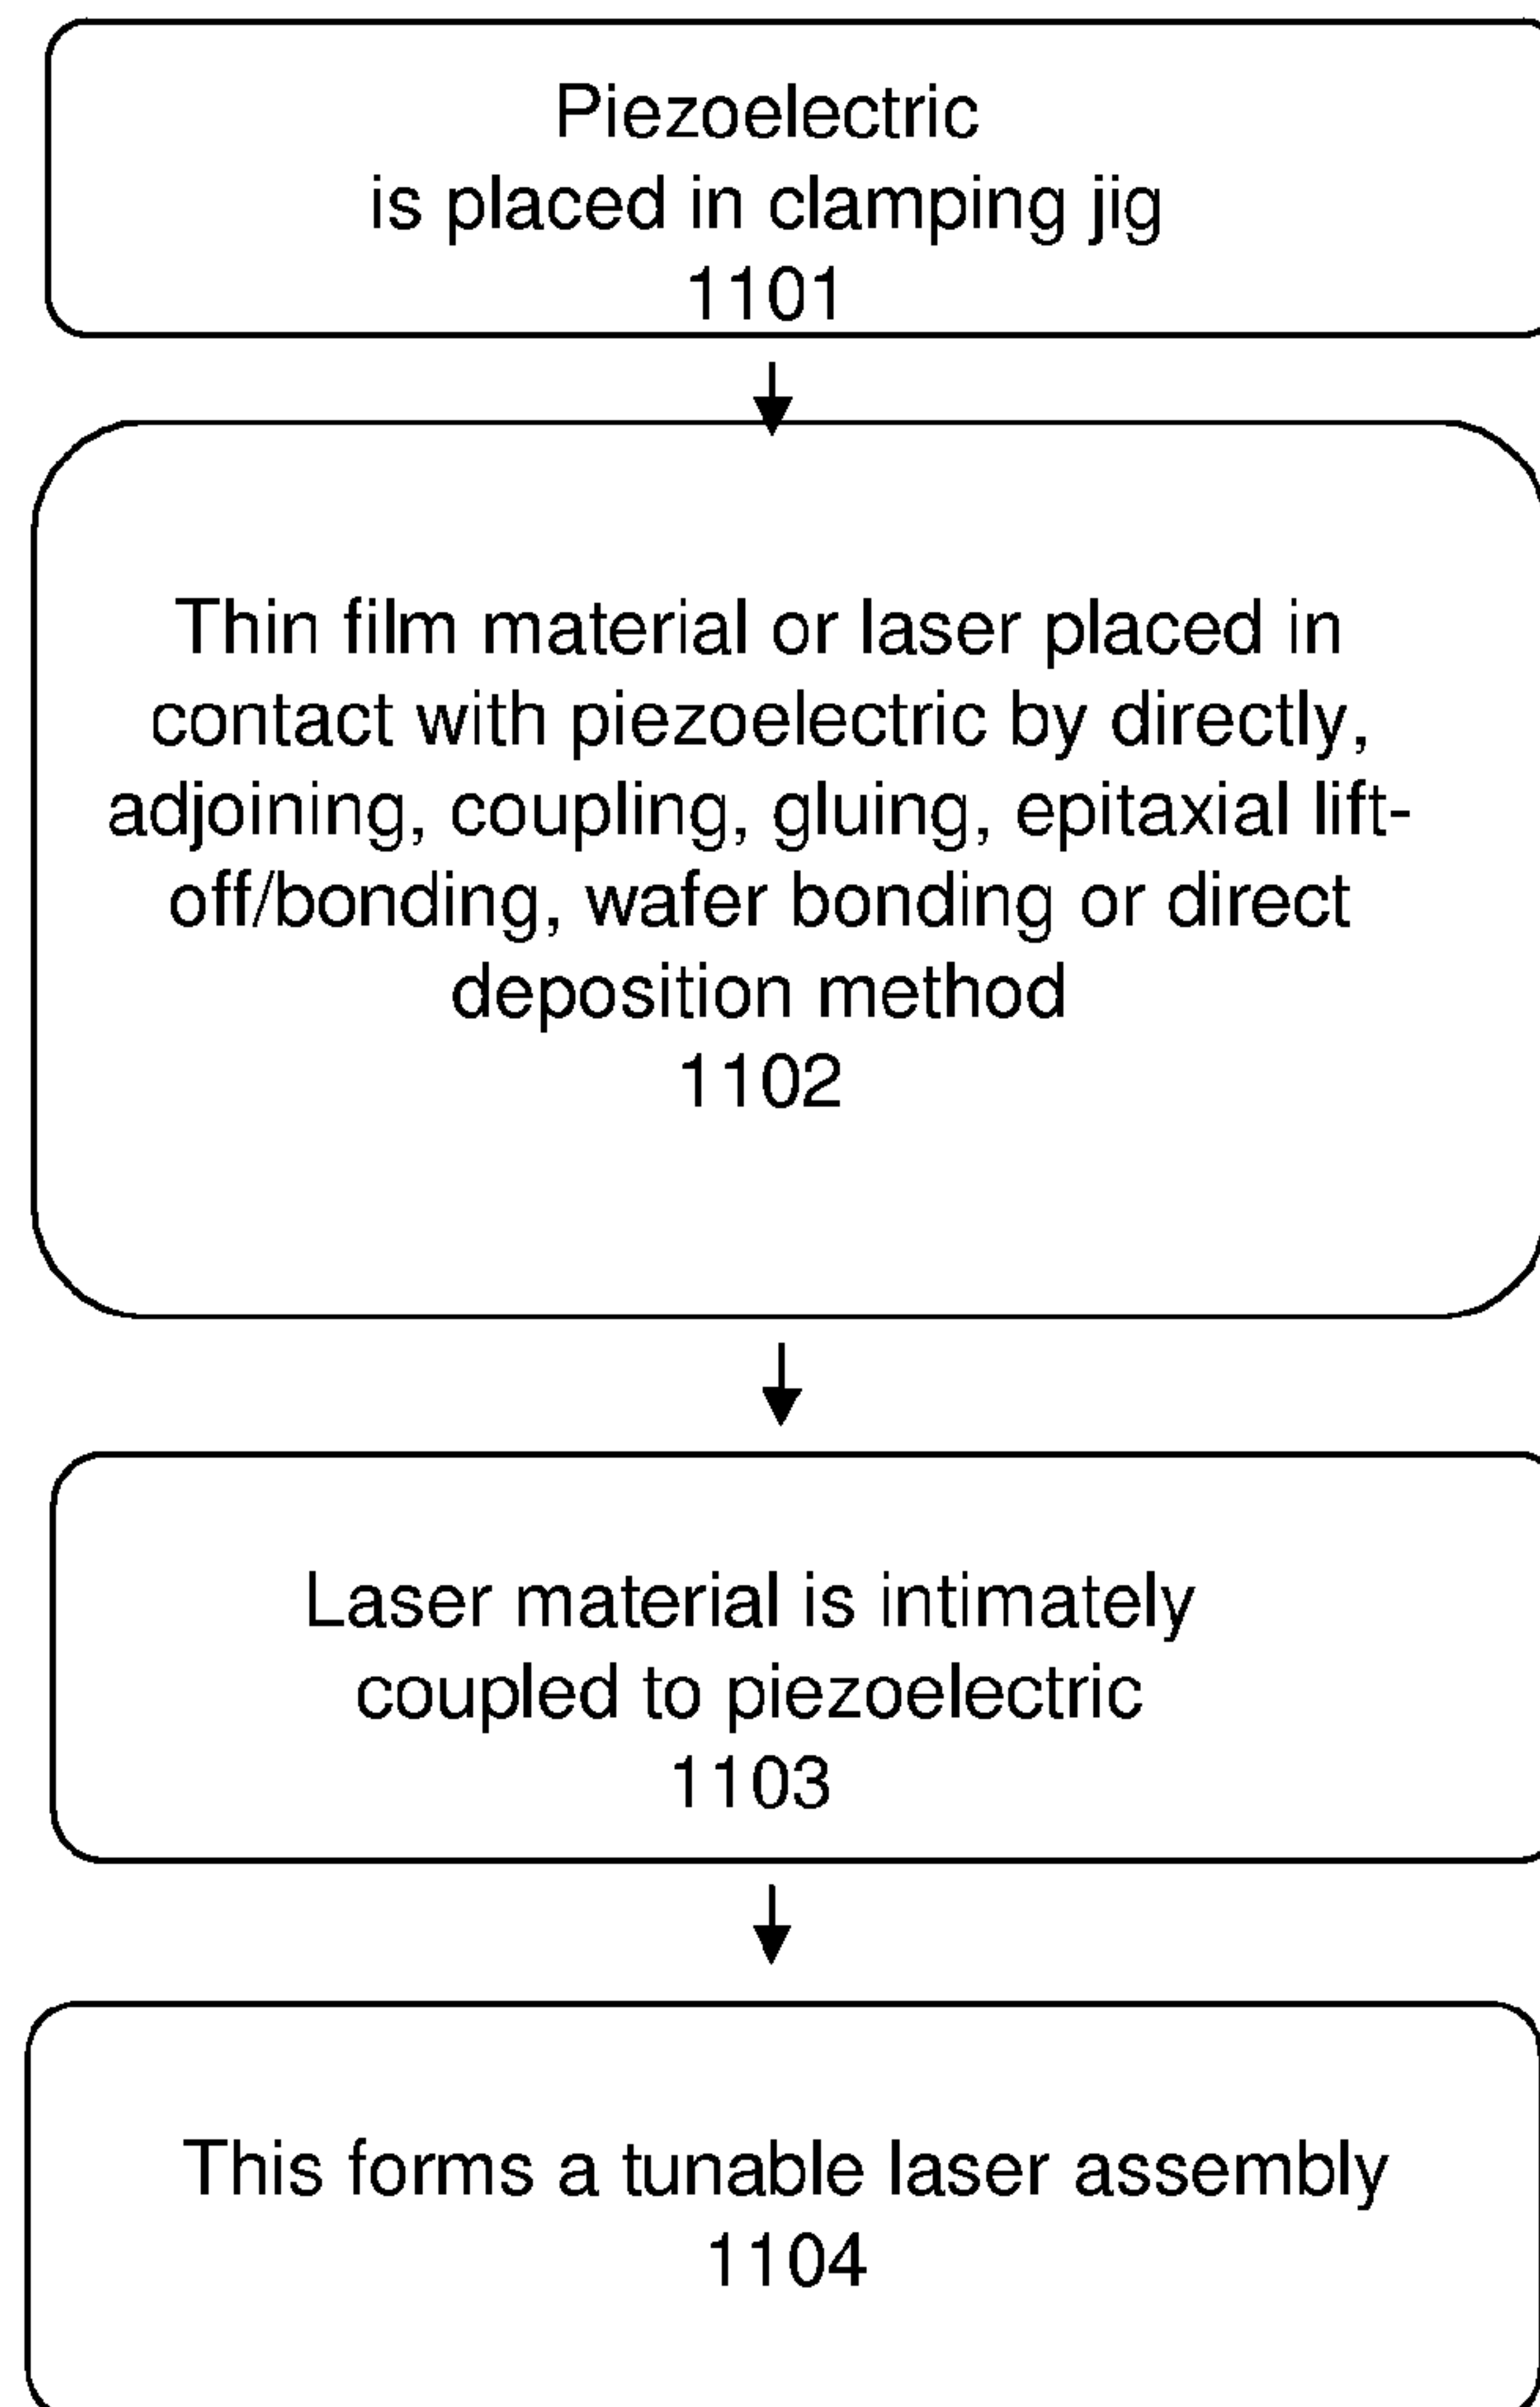 Piezoelectric
is placed in clamping jig
1101
Thin film material or laser placed in
contact with piezoelectric by directly,
adjoining, coupling, gluing, epitaxial lift-
off/bonding, wafer bonding or direct
deposition method
1102
Laser material is intimately
coupled to piezoelectric
1103
This forms a tunable laser assembly
1104